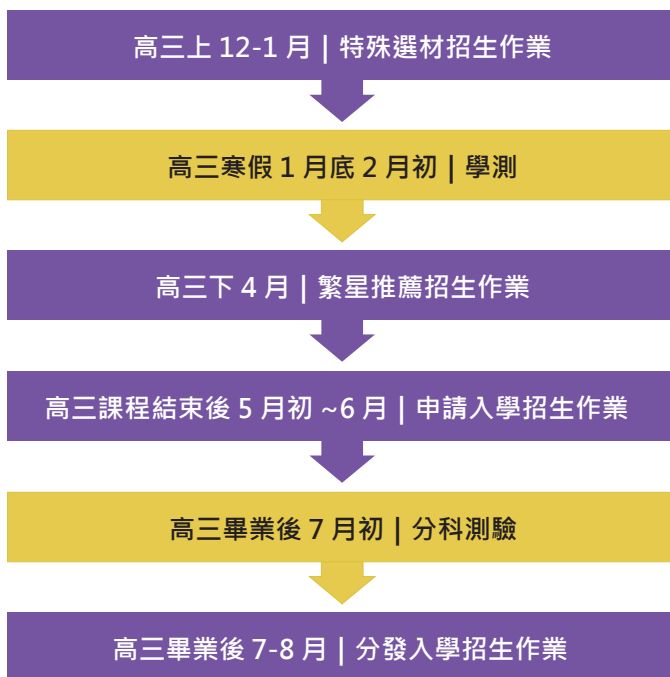 高三上 12-1 月 | 特殊選材招生作業
高三寒假 1 月底 2 月初 | 學測
高三下 4 月 | 繁星推薦招生作業
高三課程結束後 5 月初 ~6 月 | 申請入學招生作業
高三畢業後 7 月初 | 分科測驗
高三畢業後 7-8 月 | 分發入學招生作業